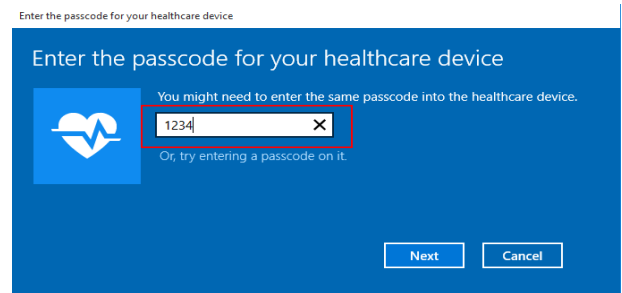 Enter the passcode for your healthcare device
Enter the passcode for your healthcare device
You might need to enter the same passcode into the healthcare device.
1234
Or, try entering a passcode on it.
Next Cancel